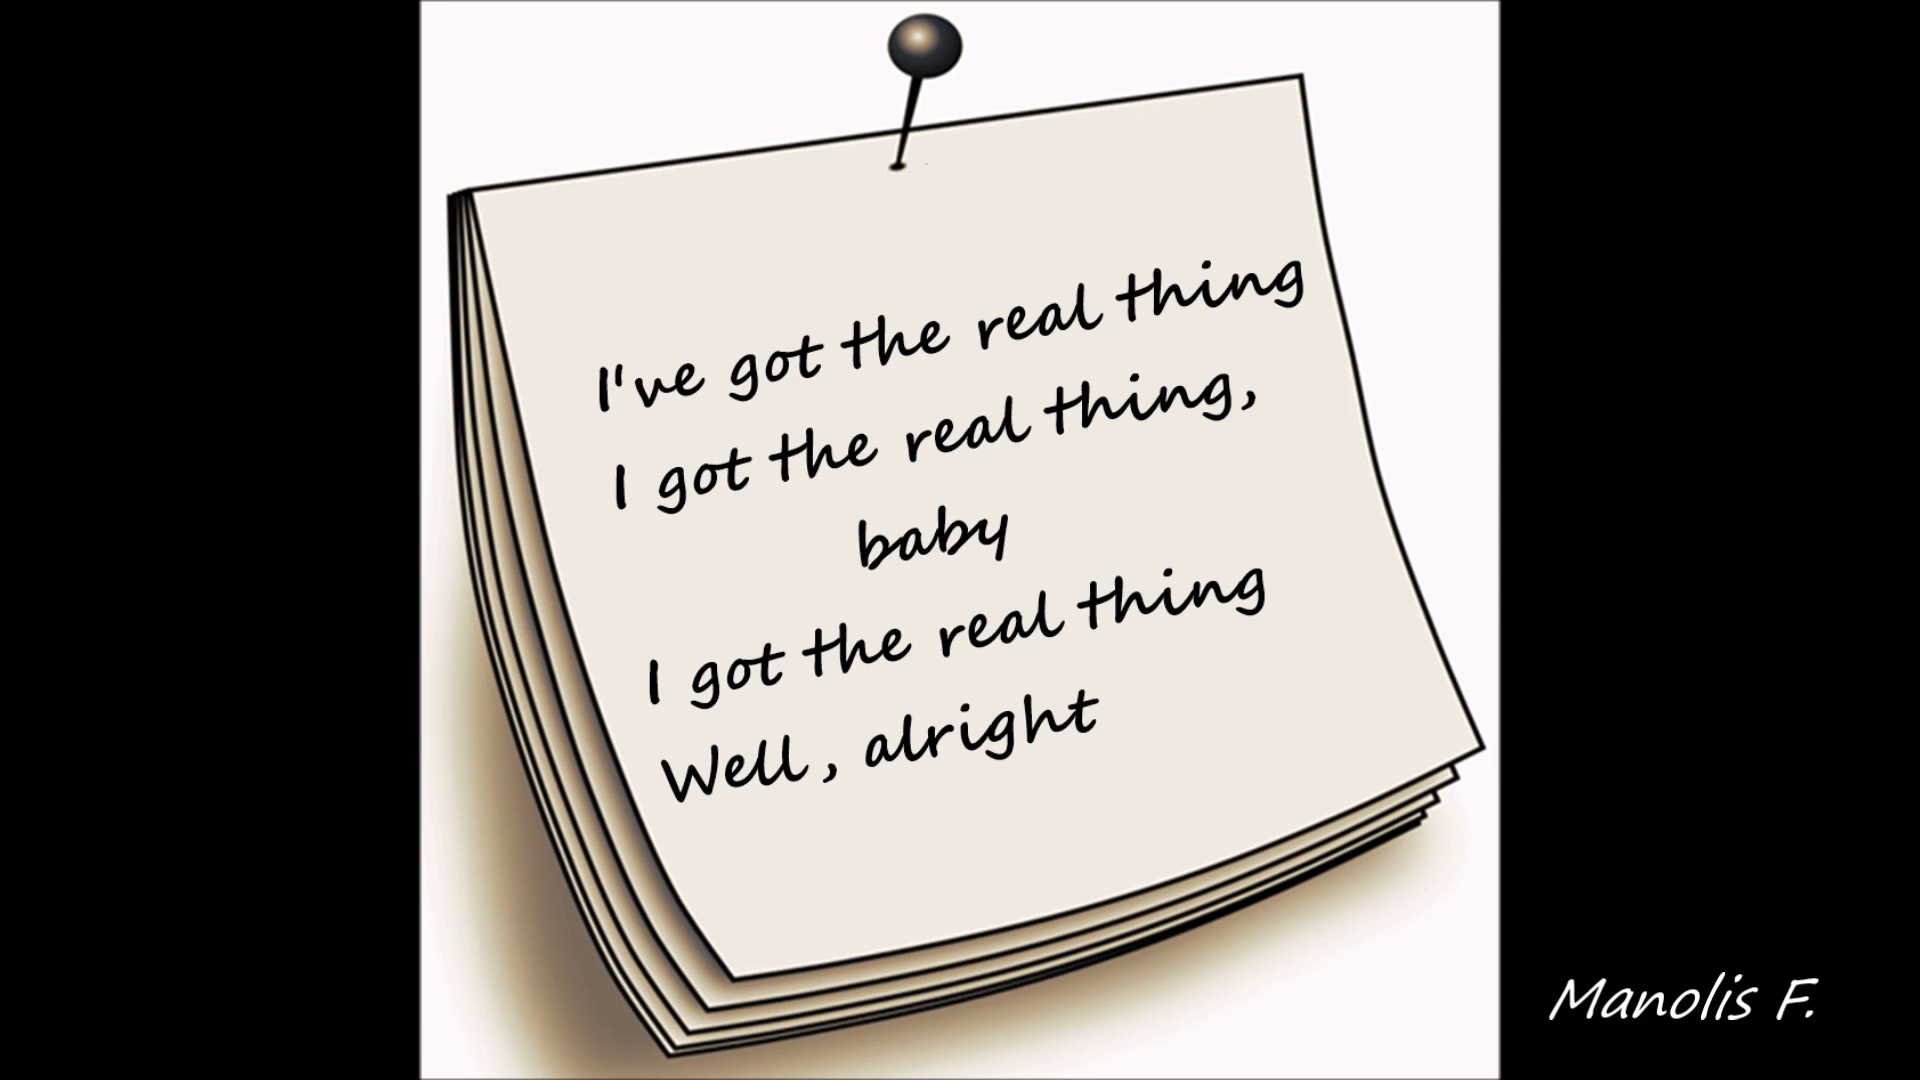 I've got the real thing
I got the real thing,
baby
I got the real thing
Well, alright
Manolis F.